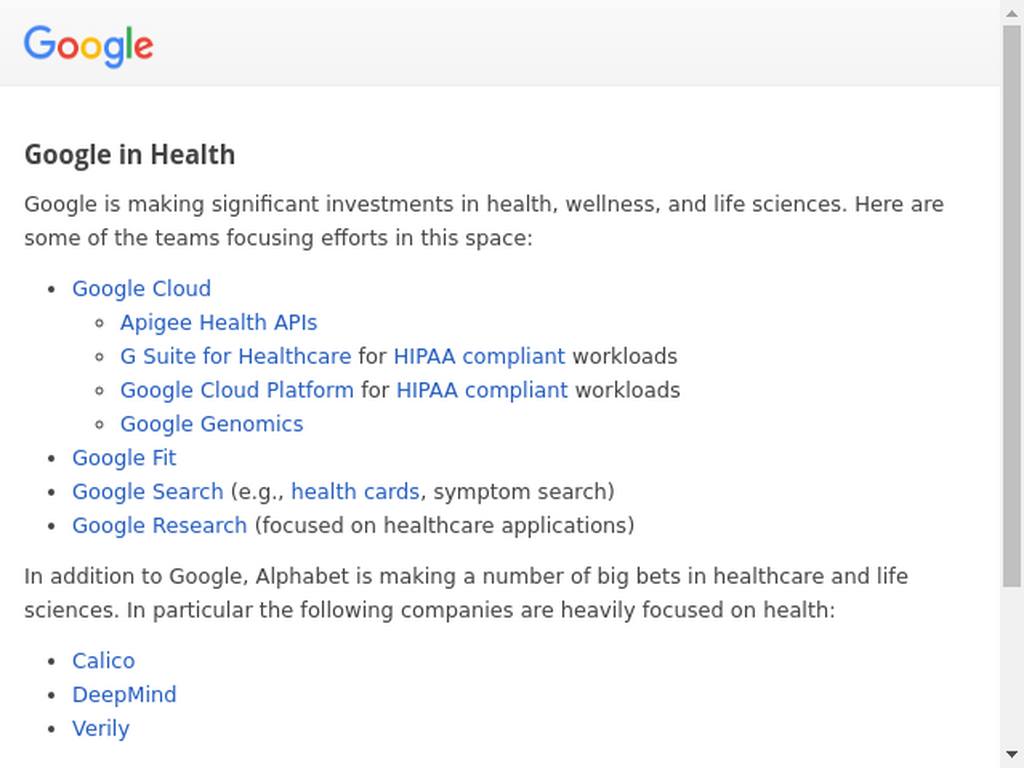 Google
Google in Health
Google is making significant investments in health, wellness, and life sciences. Here are
some of the teams focusing efforts in this space:
Google Cloud
Apigee Health APIs
G Suite for Healthcare for HIPAA compliant workloads
Google Cloud Platform for HIPAA compliant workloads
Google Genomics
Google Fit
Google Search (e.g., health cards, symptom search)
Google Research (focused on healthcare applications)
In addition to Google, Alphabet is making a number of big bets in healthcare and life
sciences. In particular the following companies are heavily focused on health:
Calico
DeepMind
Verily